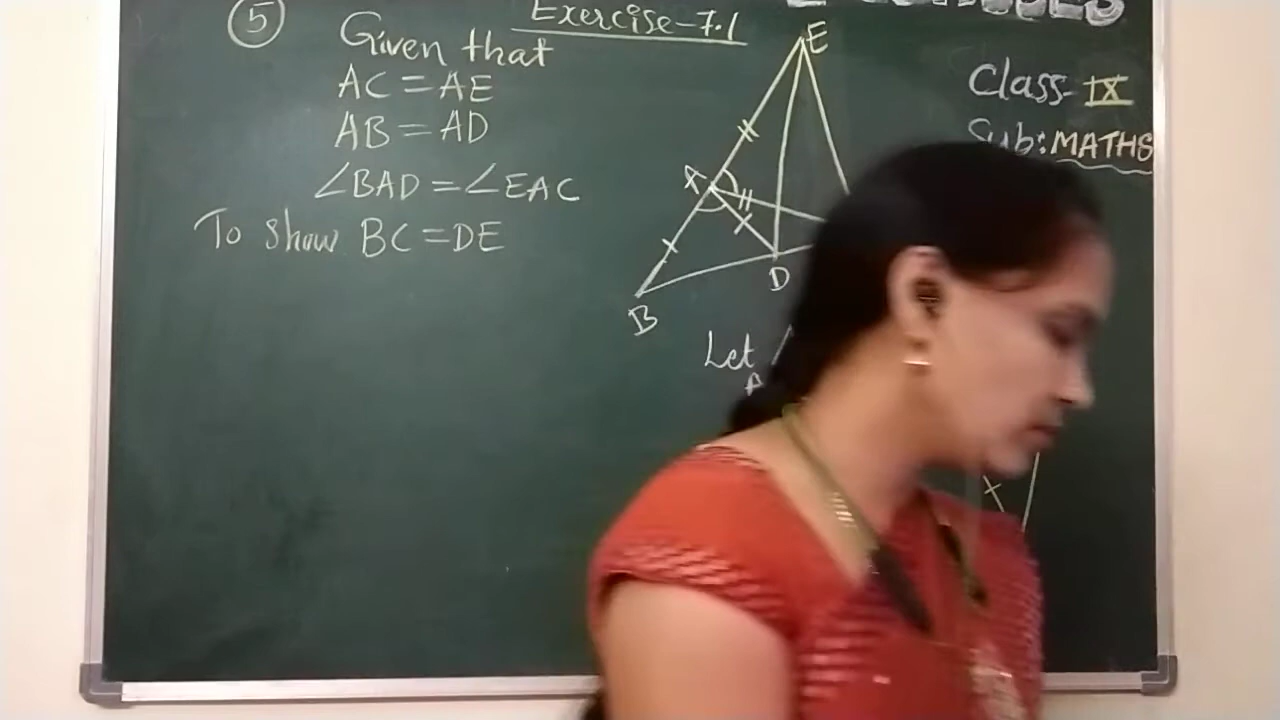 5
Exercise-7.1
Given that
AC = AE
AB = AD
∠BAD = ∠EAC
To show BC = DE
E
A
D
B
Let
A
Class-IX
Sub: MATHS